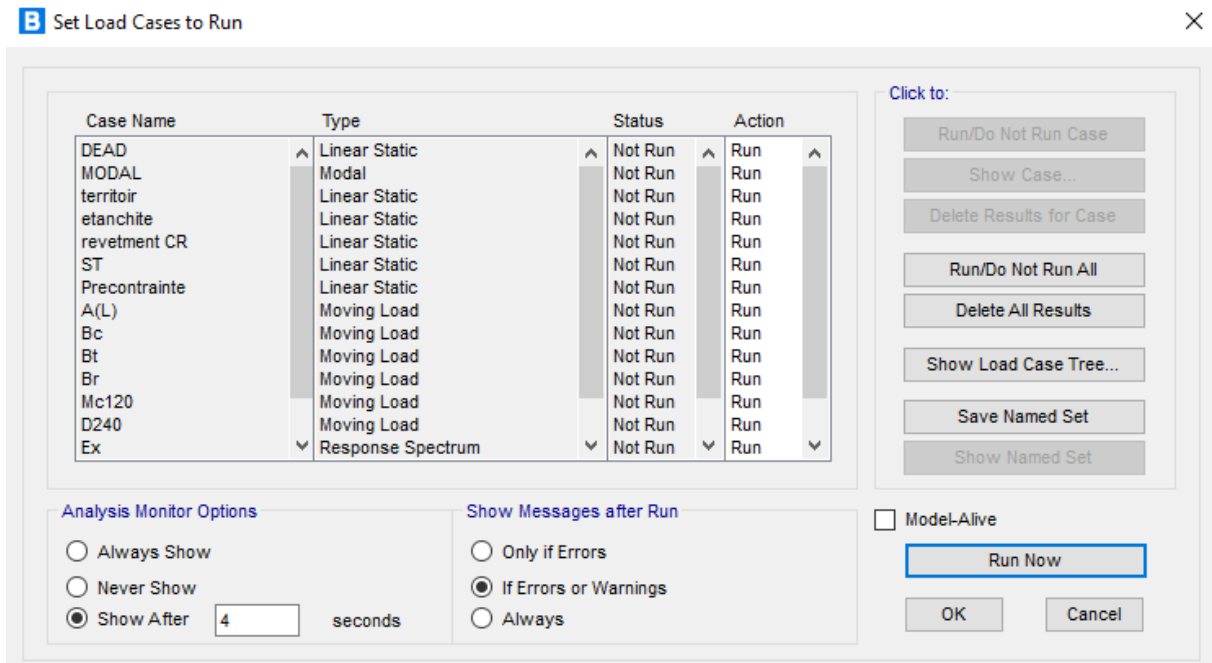 B Set Load Cases to Run
Case Name Type Status Action
DEAD Linear Static Not Run Run
MODAL Modal Not Run Run
territoir Linear Static Not Run Run
etanchite Linear Static Not Run Run
revetment CR Linear Static Not Run Run
ST Linear Static Not Run Run
Precontrainte Linear Static Not Run Run
A(L) Moving Load Not Run Run
Bc Moving Load Not Run Run
Bt Moving Load Not Run Run
Br Moving Load Not Run Run
Mc120 Moving Load Not Run Run
D240 Moving Load Not Run Run
Ex Response Spectrum Not Run Run
Click to:
Run/Do Not Run Case
Show Case...
Delete Results for Case
Run/Do Not Run All
Delete All Results
Show Load Case Tree...
Save Named Set
Show Named Set
Analysis Monitor Options
Always Show
Never Show
Show After 4 seconds
Show Messages after Run
Only if Errors
If Errors or Warnings
Always
Model-Alive
Run Now
OK Cancel